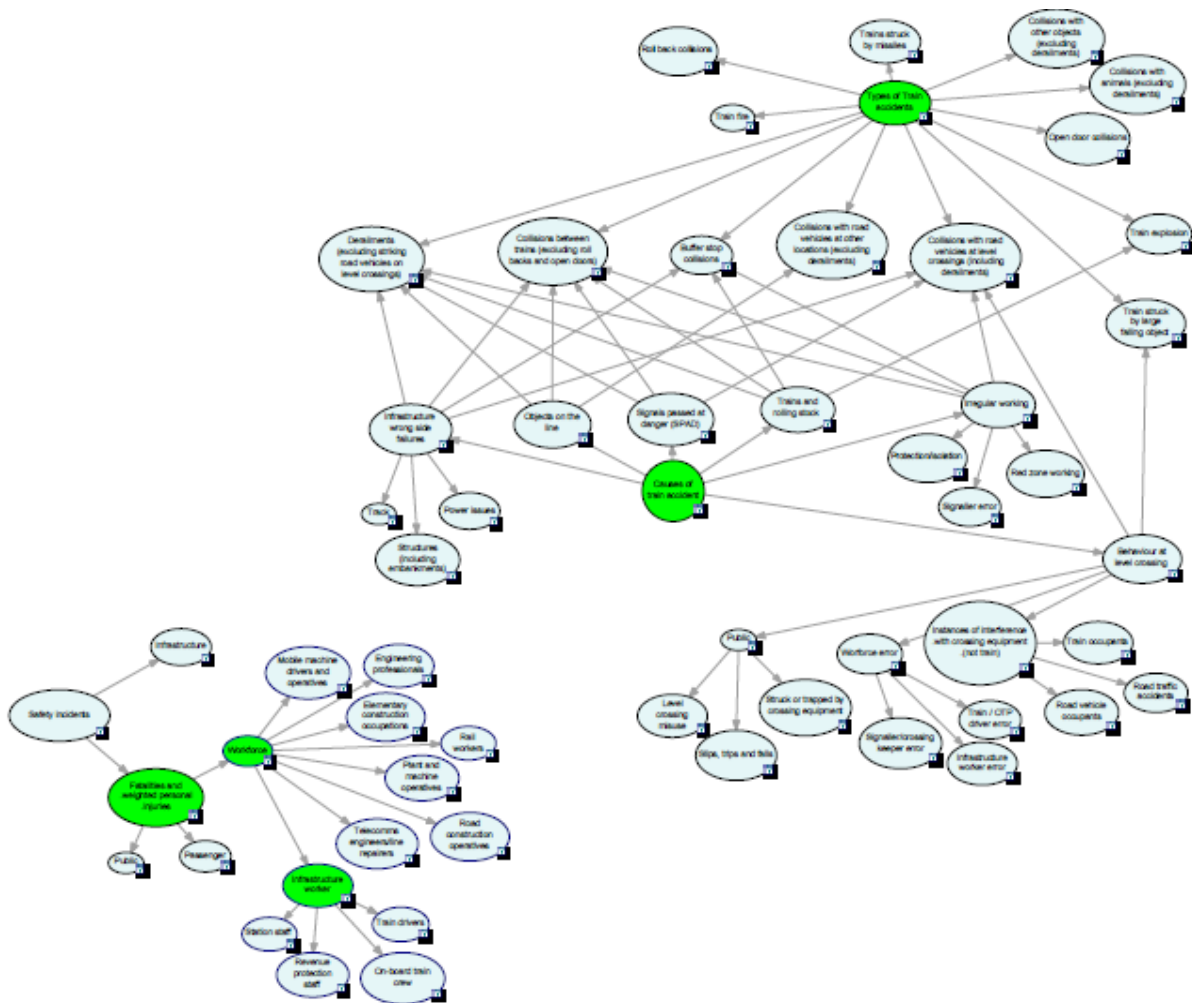 Roll back collisions
Trains struck
by missiles
Collisions with
other objects
(excluding
derailments)
Collisions with
animals (excluding
derailments)
Types of Train
accidents
Train fire
Open door collisions
Derailments
(excluding striking
road vehicles on
level crossings)
Collisions between
trains (excluding roll
backs and open doors)
Buffer stop
collisions
Collisions with road
vehicles at other
locations (excluding
derailments)
Collisions with road
vehicles at level
crossings (including
derailments)
Train explosion
Train struck
by large
falling object
Infrastructure
wrong side
failures
Objects on the
line
Signals passed at
danger (SPAD)
Trains and
rolling stock
Irregular working
Protection/isolation
Red zone working
Signaller error
Causes of
train accident
Track
Power issues
Structures
(including
embankments)
Behaviour at
level crossing
Public
Workforce error
Instances of interference
with crossing equipment
(not train)
Train occupents
Road traffic
accidents
Road vehicle
occupents
Level
crossing
misuse
Slips, trips and falls
Struck or trapped by
crossing equipment
Signaller/crossing
keeper error
Train / OTP
driver error
Infrastructure
worker error
Infrastructure
Safety incidents
Fatalities and
weighted personal
injuries
Public
Passenger
Workforce
Mobile machine
drivers and
operatives
Engineering
professionals
Elementary
construction
occupations
Rail
workers
Plant and
machine
operatives
Road
construction
operatives
Telecomms
engineers/line
repairers
Infrastructure
worker
Station staff
Revenue
protection
staff
On-board train
crew
Train drivers